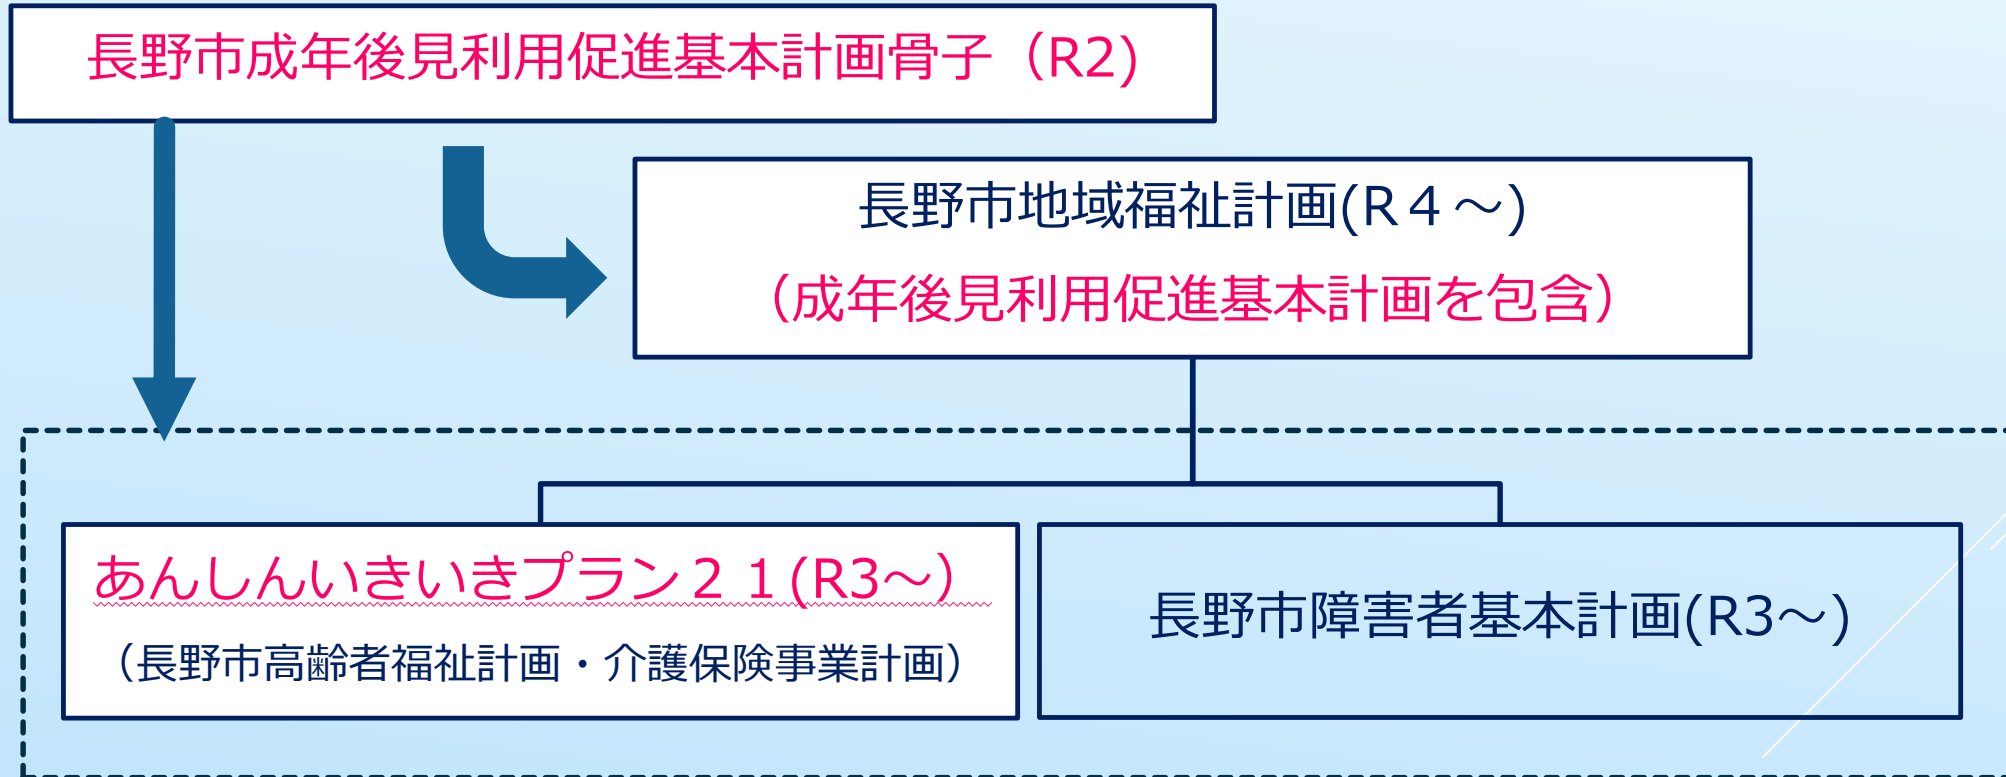 長野市成年後見利用促進基本計画骨子（R2)
長野市地域福祉計画(R４～)
（成年後見利用促進基本計画を包含）
あんしんいきいきプラン２１(R3～）
（長野市高齢者福祉計画・介護保険事業計画）
長野市障害者基本計画(R3～)